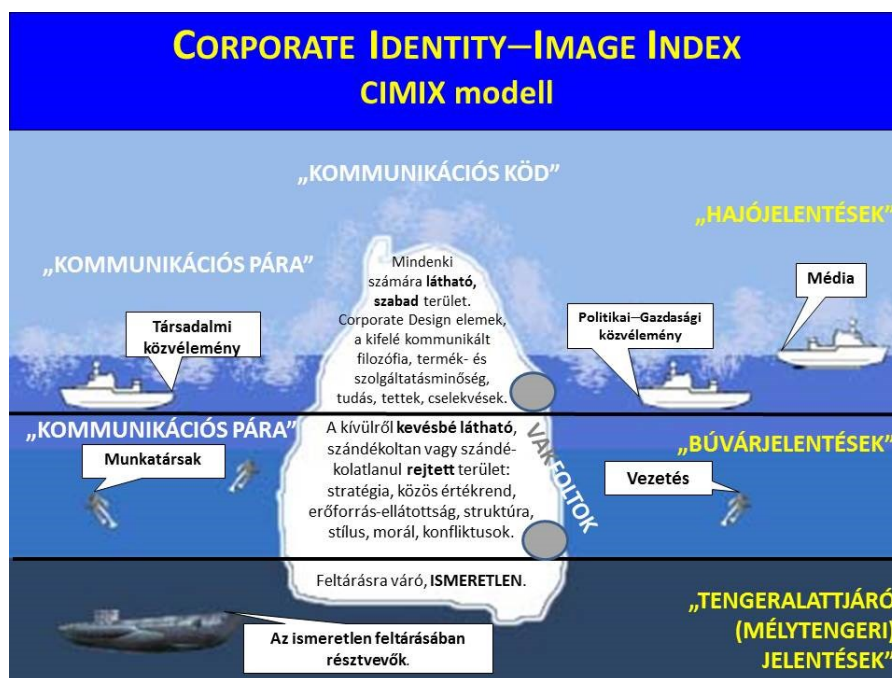 CORPORATE IDENTITY–IMAGE INDEX
CIMIX modell
„KOMMUNIKÁCIÓS KÖD”
„HAJÓJELENTÉSEK”
„KOMMUNIKÁCIÓS PÁRA”
Média
Társadalmi
közvélemény
Mindenki
számára látható,
szabad terület.
Corporate Design elemek,
a kifelé kommunikált
filozófia, termék- és
szolgáltatásminőség,
tudás, tettek, cselekvések.
Politikai–Gazdasági
közvélemény
„KOMMUNIKÁCIÓS PÁRA”
Munkatársak
A kívülről kevésbé látható,
szándékoltan vagy szándé-
kolatlanul rejtett terület:
stratégia, közös értékrend,
erőforrás-ellátottság, struktúra,
stílus, morál, konfliktusok.
VAKFOLTOK
„BÚVÁRJELENTÉSEK”
Vezetés
Feltárásra váró, ISMERETLEN.
Az ismeretlen feltárásában
résztvevők.
„TENGERALATTJÁRÓ
(MÉLYTENGERI)
JELENTÉSEK”